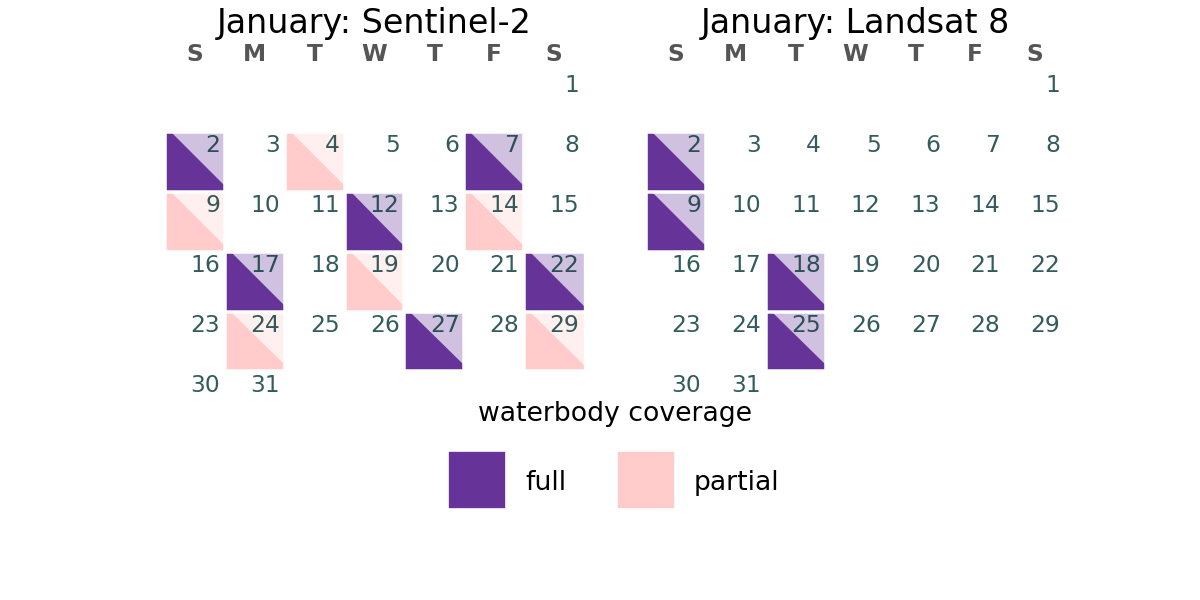 January: Sentinel-2
S M T W T F S
1
2 3 4 5 6 7 8
9 10 11 12 13 14 15
16 17 18 19 20 21 22
23 24 25 26 27 28 29
30 31
January: Landsat 8
S M T W T F S
1
2 3 4 5 6 7 8
9 10 11 12 13 14 15
16 17 18 19 20 21 22
23 24 25 26 27 28 29
30 31
waterbody coverage
full
partial